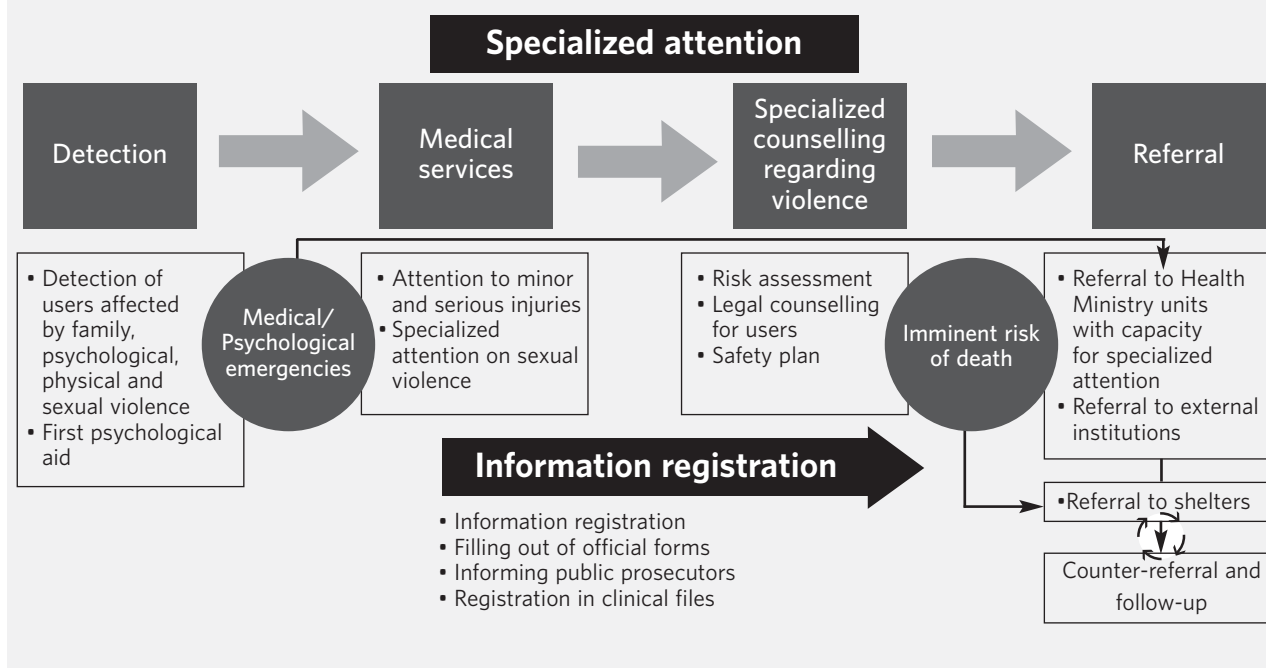 Specialized attention
Detection
Medical
services
Specialized
counselling
regarding
violence
Referral
• Detection of
users affected
by family,
psychological,
physical and
sexual violence
• First psychological
aid
Medical/
Psychological
emergencies
• Attention to minor
and serious injuries
• Specialized
attention on sexual
violence
• Risk assessment
• Legal counselling
for users
• Safety plan
Imminent risk
of death
• Referral to Health
Ministry units
with capacity
for specialized
attention
• Referral to external
institutions
•Referral to shelters
Counter-referral and
follow-up
Information registration
• Information registration
• Filling out of official forms
• Informing public prosecutors
• Registration in clinical files